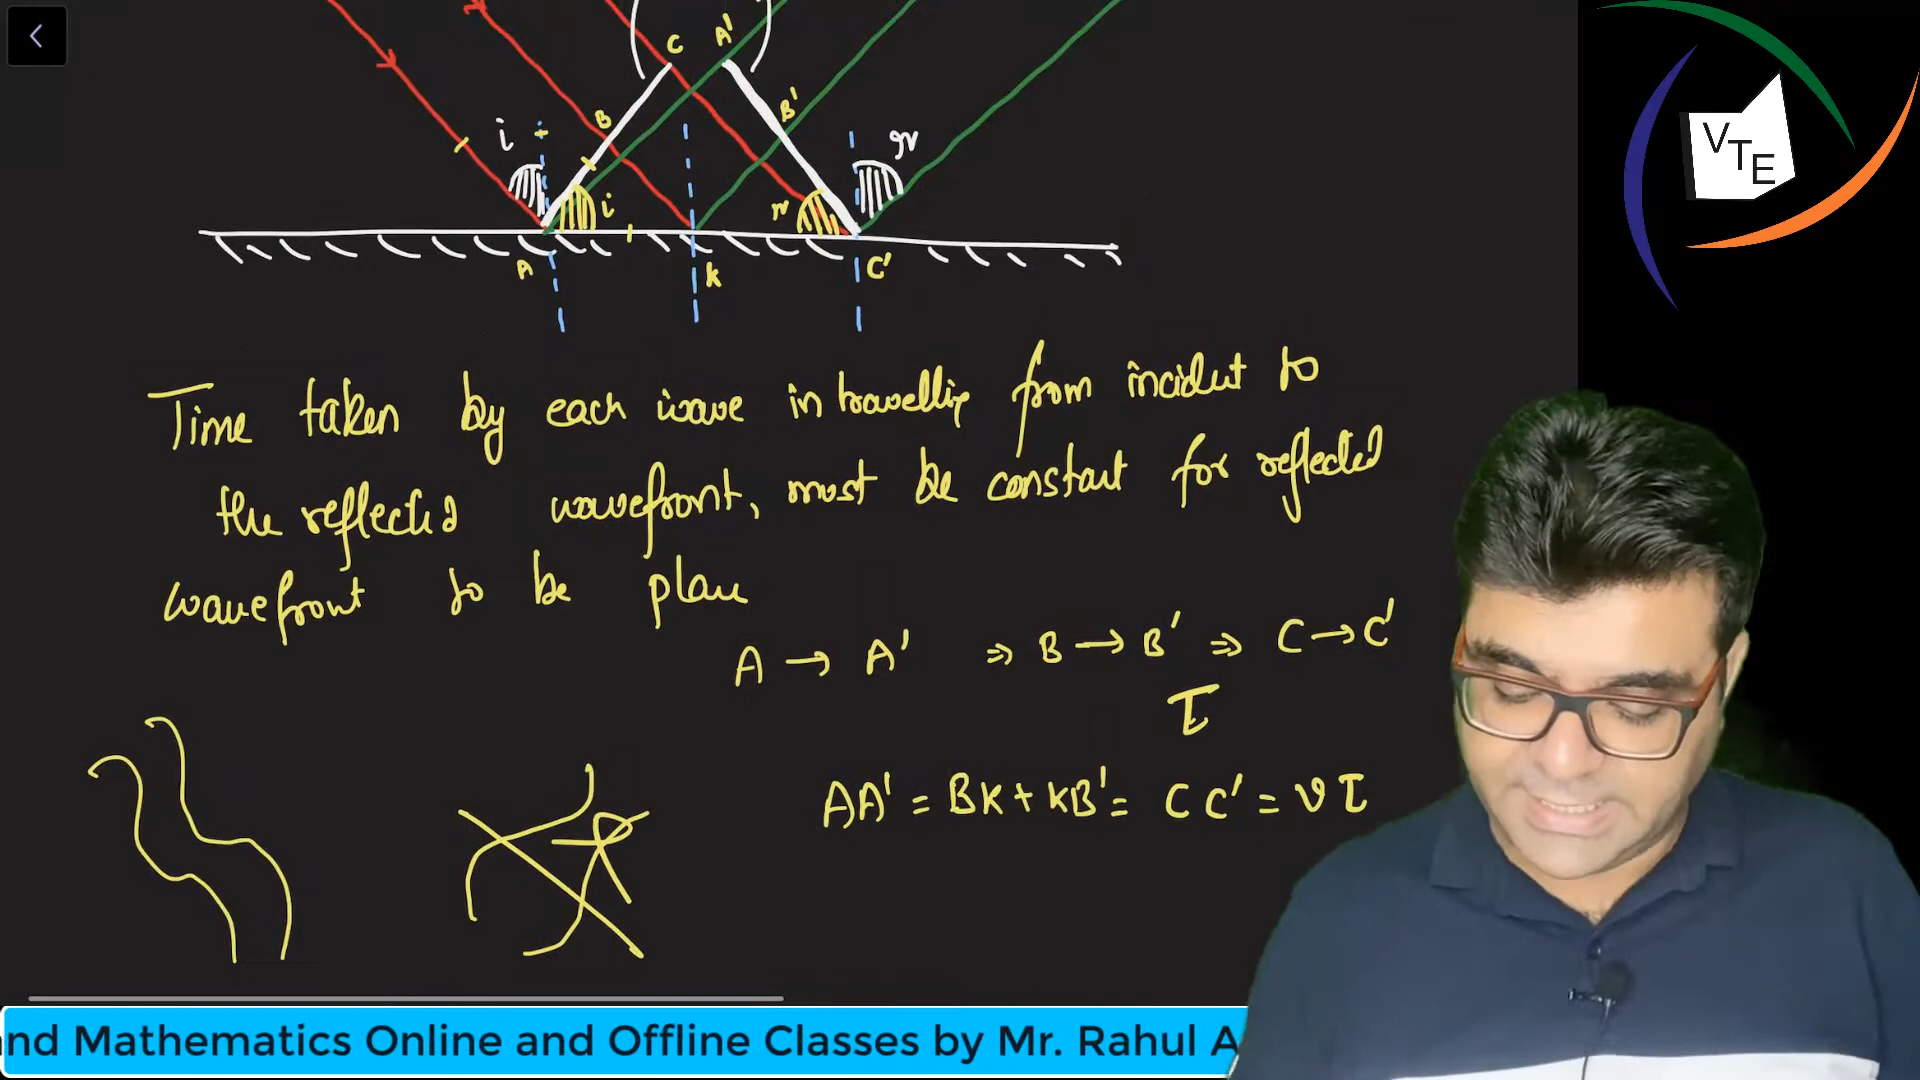 C A'
B B'
i r
i r
A K C'
Time taken by each wave in travelling from incident to
the reflected wavefront, must be constant for reflected
wavefront to be plane
A → A' ⇒ B → B' ⇒ C → C'
τ
AA' = BK + KB' = CC' = vτ
VTE
nd Mathematics Online and Offline Classes by Mr. Rahul A